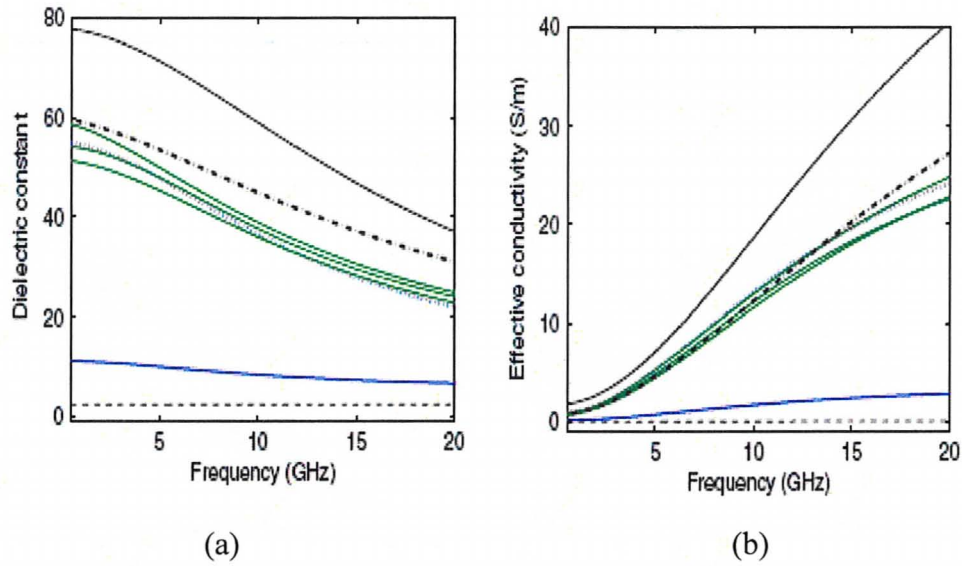 80
60
40
20
0
Dielectric constant
5 10 15 20
Frequency (GHz)
(a)
40
30
20
10
0
Effective conductivity (S/m)
5 10 15 20
Frequency (GHz)
(b)